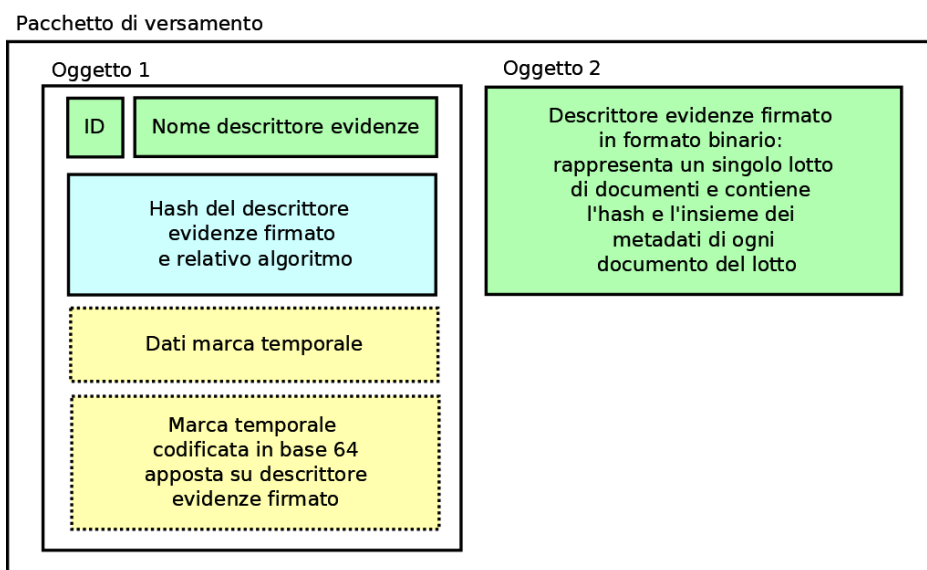 Pacchetto di versamento
Oggetto 1
ID
Nome descrittore evidenze
Hash del descrittore
evidenze firmato
e relativo algoritmo
Dati marca temporale
Marca temporale
codificata in base 64
apposta su descrittore
evidenze firmato
Oggetto 2
Descrittore evidenze firmato
in formato binario:
rappresenta un singolo lotto
di documenti e contiene
l'hash e l'insieme dei
metadati di ogni
documento del lotto